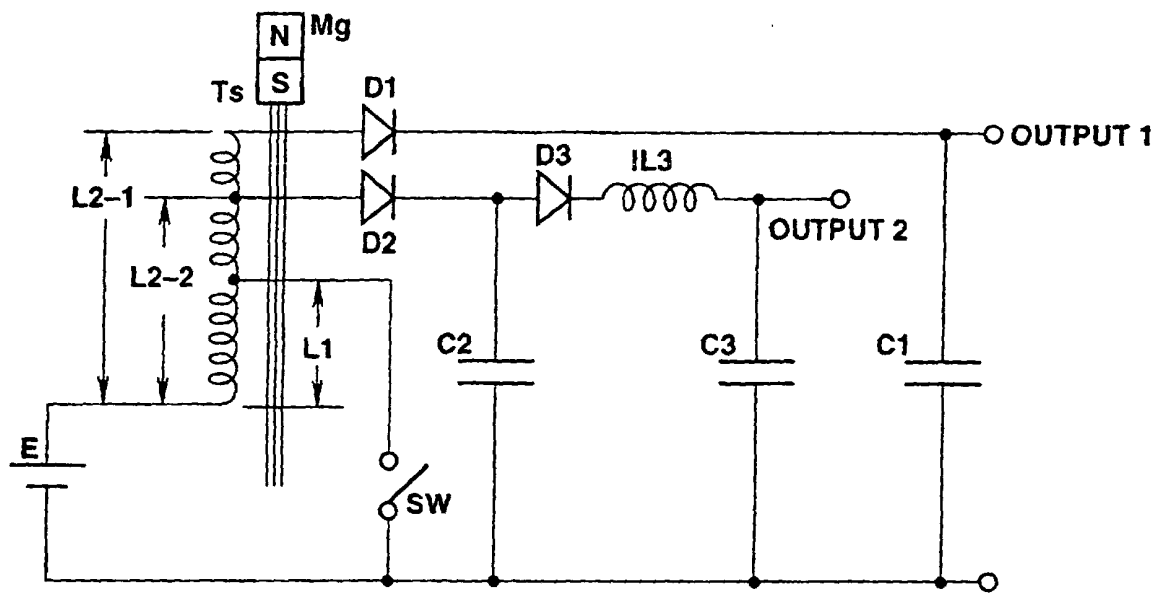 N
Mg
S
Ts
D1
OUTPUT 1
D3
IL3
L2-1
D2
OUTPUT 2
L2-2
L1
C2
C3
C1
E
SW